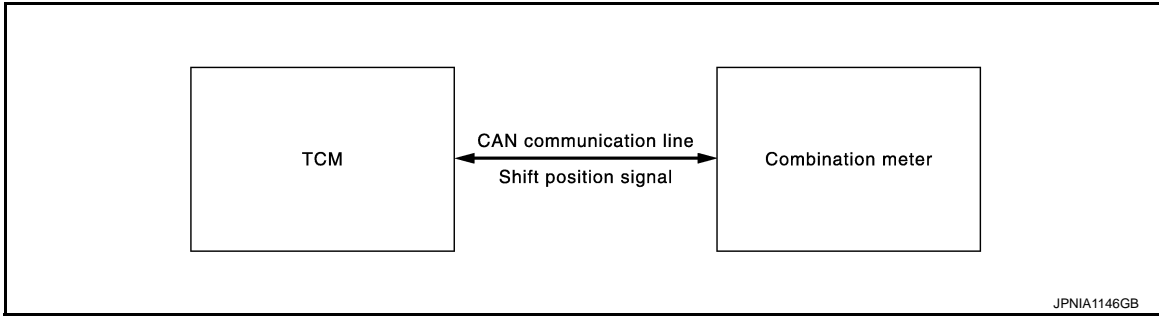 CAN communication line
TCM
Combination meter
Shift position signal
JPNIA1146GB